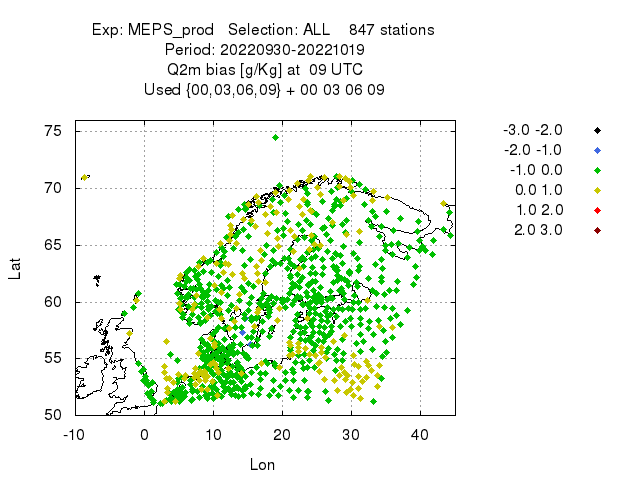 Exp: MEPS_prod Selection: ALL 847 stations
Period: 20220930-20221019
Q2m bias [g/Kg] at 09 UTC
Used {00,03,06,09} + 00 03 06 09
75
70
65
60
55
50
-10 0 10 20 30 40
Lat
Lon
-3.0 -2.0
-2.0 -1.0
-1.0 0.0
0.0 1.0
1.0 2.0
2.0 3.0